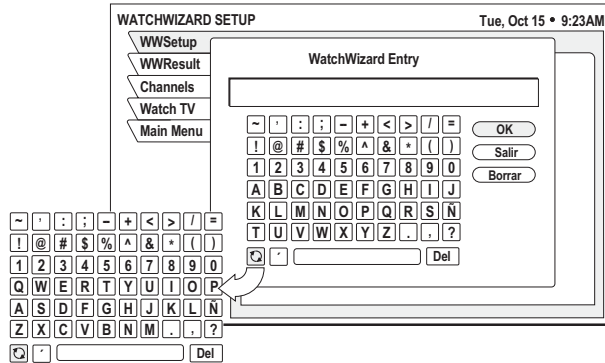 WATCHWIZARD SETUP Tue, Oct 15 • 9:23AM
WWSetup
WWResult
Channels
Watch TV
Main Menu
WatchWizard Entry
~ ' : ; – + < > / =
! @ # $ % ^ & * ( )
1 2 3 4 5 6 7 8 9 0
A B C D E F G H I J
K L M N O P Q R S Ñ
T U V W X Y Z . , ?
´ Del
OK
Salir
Borrar
~ ' : ; – + < > / =
! @ # $ % ^ & * ( )
1 2 3 4 5 6 7 8 9 0
Q W E R T Y U I O P
A S D F G H J K L Ñ
Z X C V B N M . , ?
´ Del